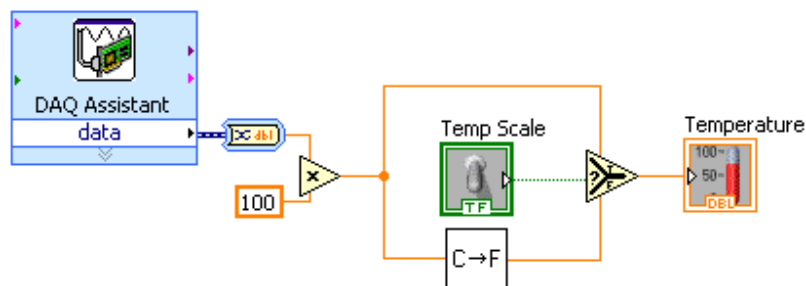 DAQ Assistant
data
dbl
×
100
Temp Scale
TF
C→F
?
T
F
Temperature
100
50
DBL